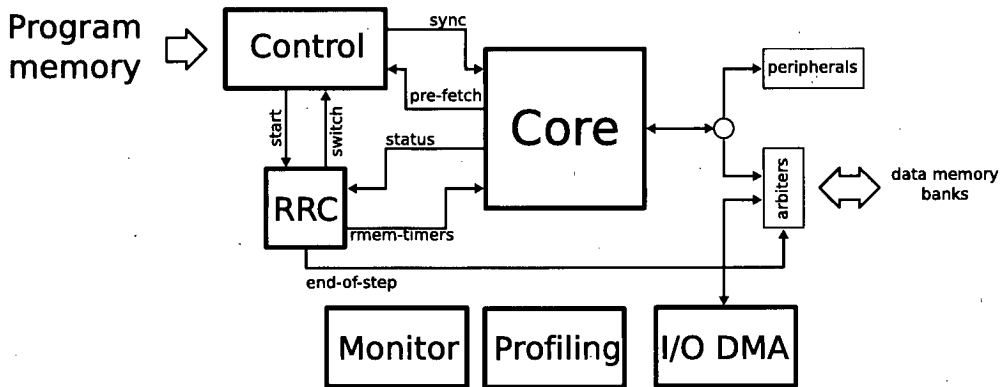 Program
memory
Control
sync
pre-fetch
Core
peripherals
start
switch
status
RRC
rmem-timers
arbiters
data memory
banks
end-of-step
Monitor
Profiling
I/O DMA